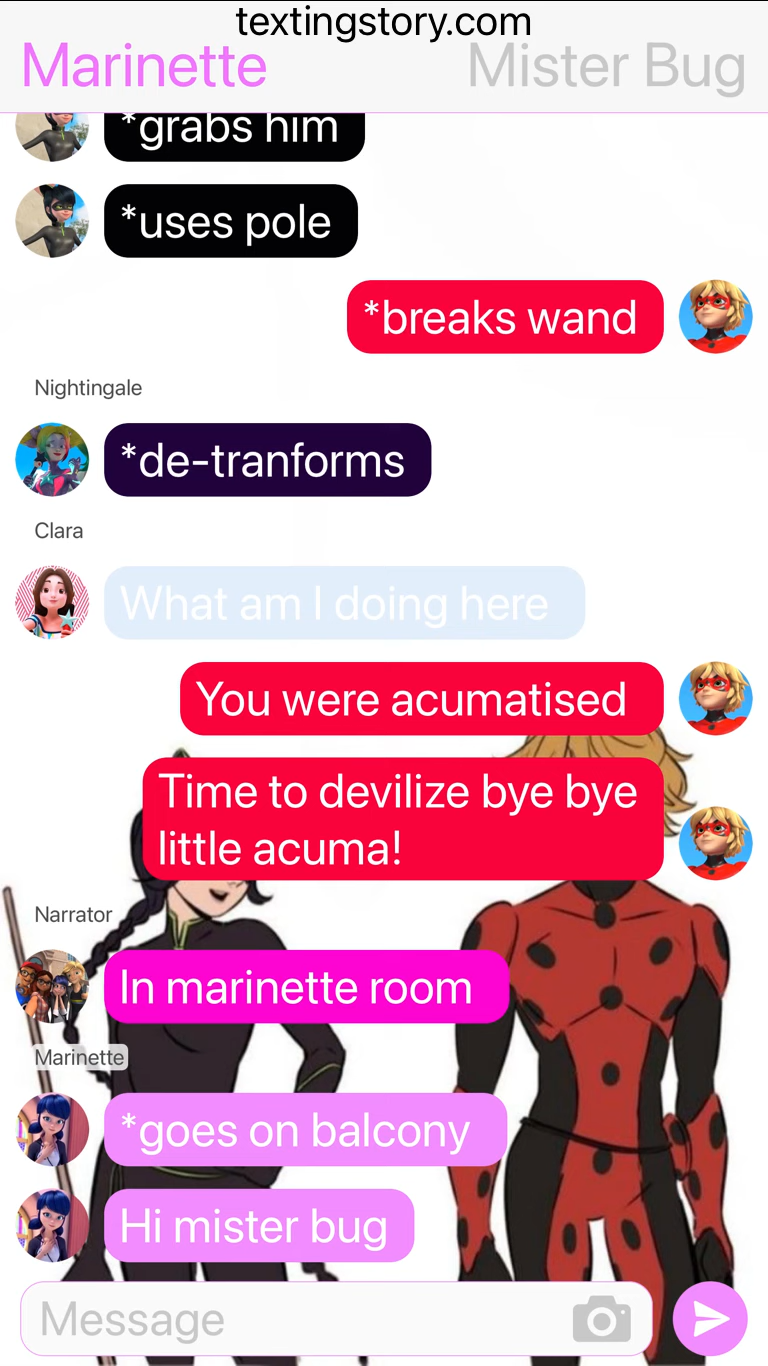 textingstory.com
Marinette
Mister Bug
*grabs him
*uses pole
*breaks wand
Nightingale
*de-tranforms
Clara
What am I doing here
You were acumatised
Time to devilize bye bye
little acuma!
Narrator
In marinette room
Marinette
*goes on balcony
Hi mister bug
Message